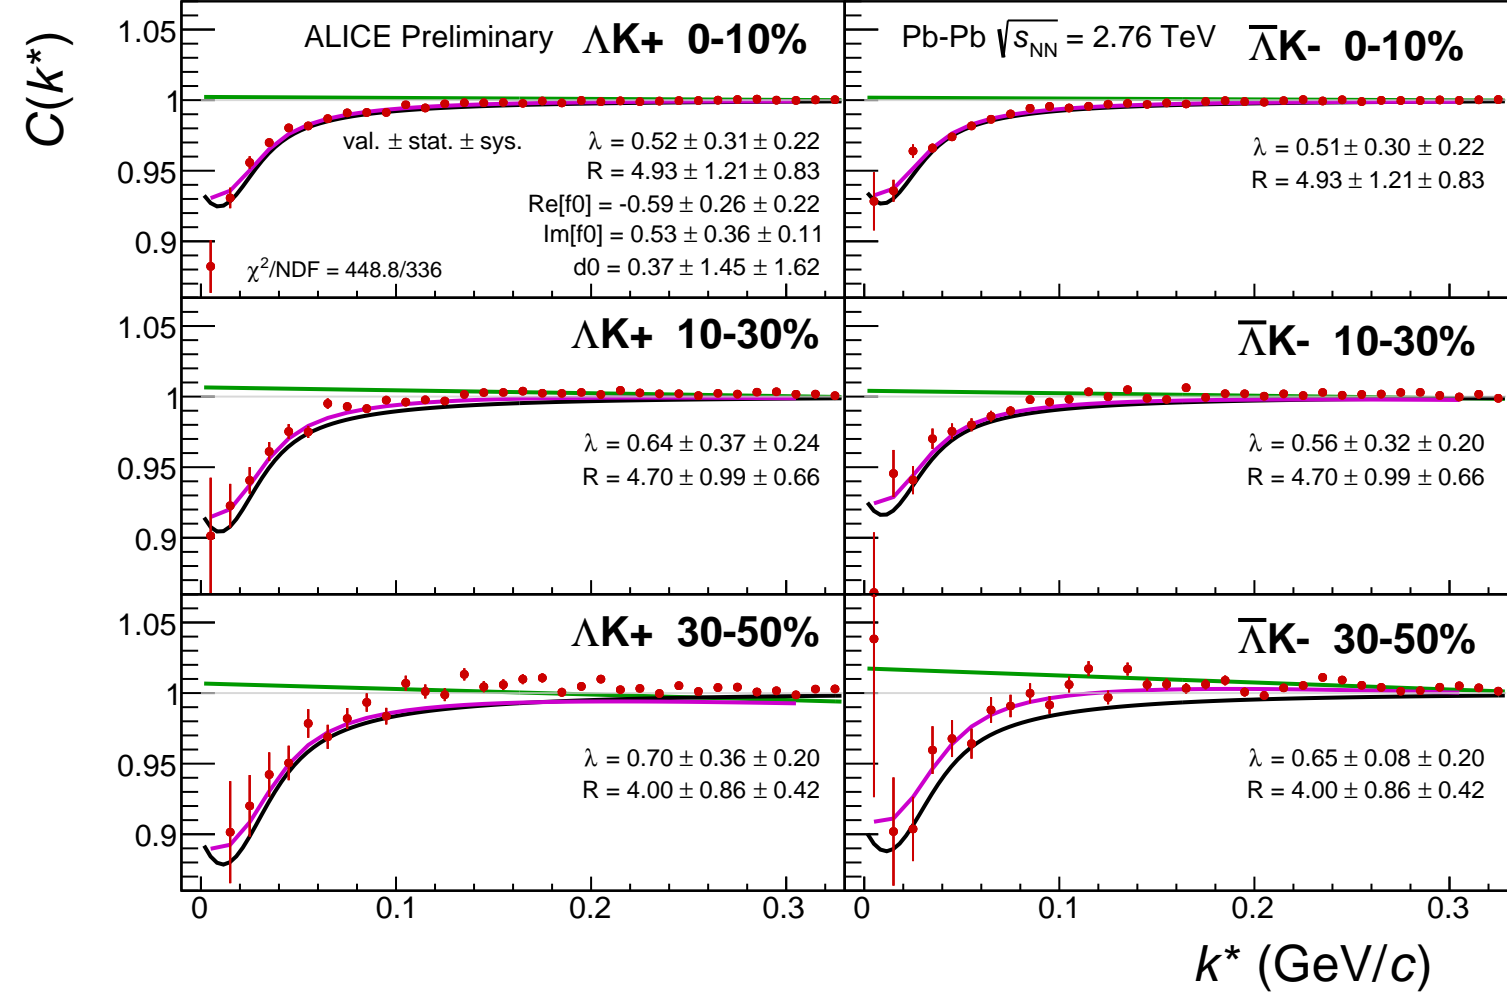 C(k*)
ALICE Preliminary ΛK+ 0-10%
1.05
1
0.95
0.9
val. ± stat. ± sys.
λ = 0.52 ± 0.31 ± 0.22
R = 4.93 ± 1.21 ± 0.83
Re[f0] = -0.59 ± 0.26 ± 0.22
Im[f0] = 0.53 ± 0.36 ± 0.11
d0 = 0.37 ± 1.45 ± 1.62
χ²/NDF = 448.8/336
Pb-Pb √sNN = 2.76 TeV Λ̅K- 0-10%
λ = 0.51 ± 0.30 ± 0.22
R = 4.93 ± 1.21 ± 0.83
ΛK+ 10-30%
1.05
1
0.95
0.9
λ = 0.64 ± 0.37 ± 0.24
R = 4.70 ± 0.99 ± 0.66
Λ̅K- 10-30%
λ = 0.56 ± 0.32 ± 0.20
R = 4.70 ± 0.99 ± 0.66
ΛK+ 30-50%
1.05
1
0.95
0.9
λ = 0.70 ± 0.36 ± 0.20
R = 4.00 ± 0.86 ± 0.42
Λ̅K- 30-50%
λ = 0.65 ± 0.08 ± 0.20
R = 4.00 ± 0.86 ± 0.42
0 0.1 0.2 0.3 0 0.1 0.2 0.3
k* (GeV/c)